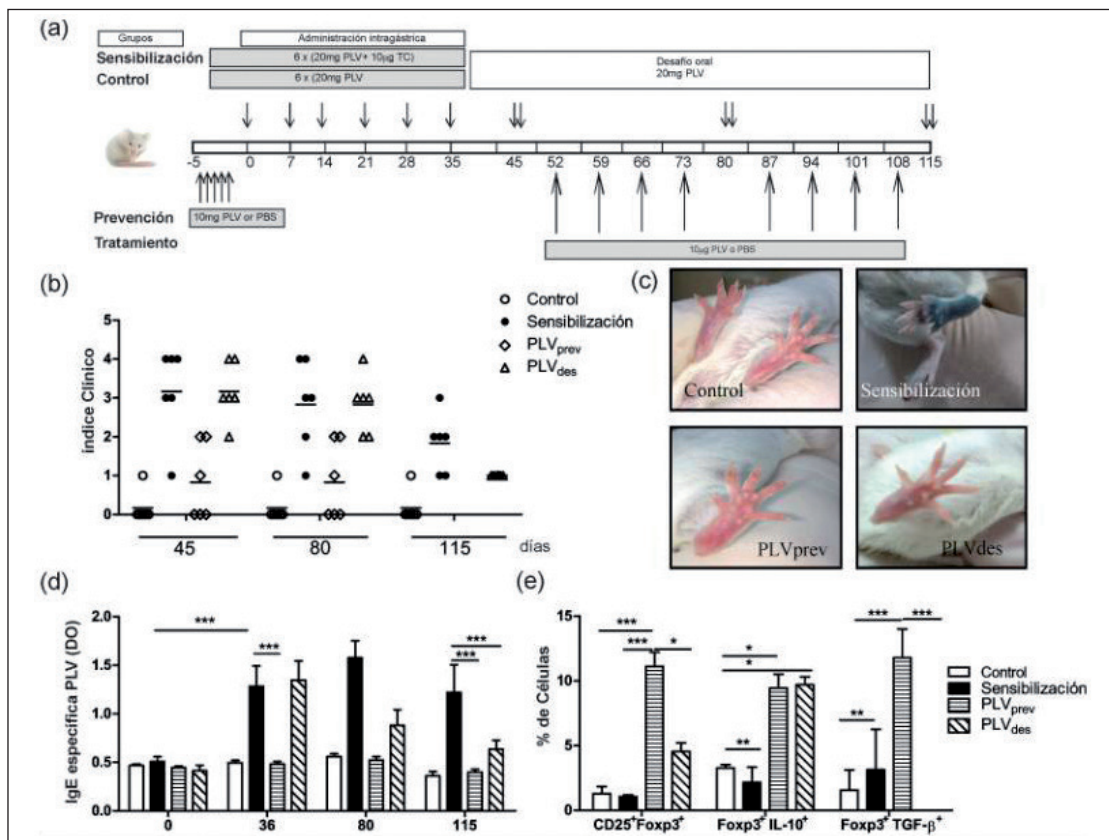 (a)
Grupos
Administración intragástrica
Sensibilización
6 x (20mg PLV+ 10µg TC)
Desafío oral
20mg PLV
Control
6 x (20mg PLV
-5 0 7 14 21 28 35 45 52 59 66 73 80 87 94 101 108 115
Prevención
10mg PLV or PBS
Tratamiento
10µg PLV o PBS
(b)
índice Clínico
5
4
3
2
1
0
45 80 115 días
Control
Sensibilización
PLVprev
PLVdes
(c)
Control
Sensibilización
PLVprev
PLVdes
(d)
IgE específica PLV (DO)
2.0
1.5
1.0
0.5
0.0
*** *** *** ***
0 36 80 115
(e)
% de Células
15
10
5
0
*** *** * * * ** ** *** ***
CD25+Foxp3+ Foxp3+ IL-10+ Foxp3+ TGF-β+
Control
Sensibilización
PLVprev
PLVdes